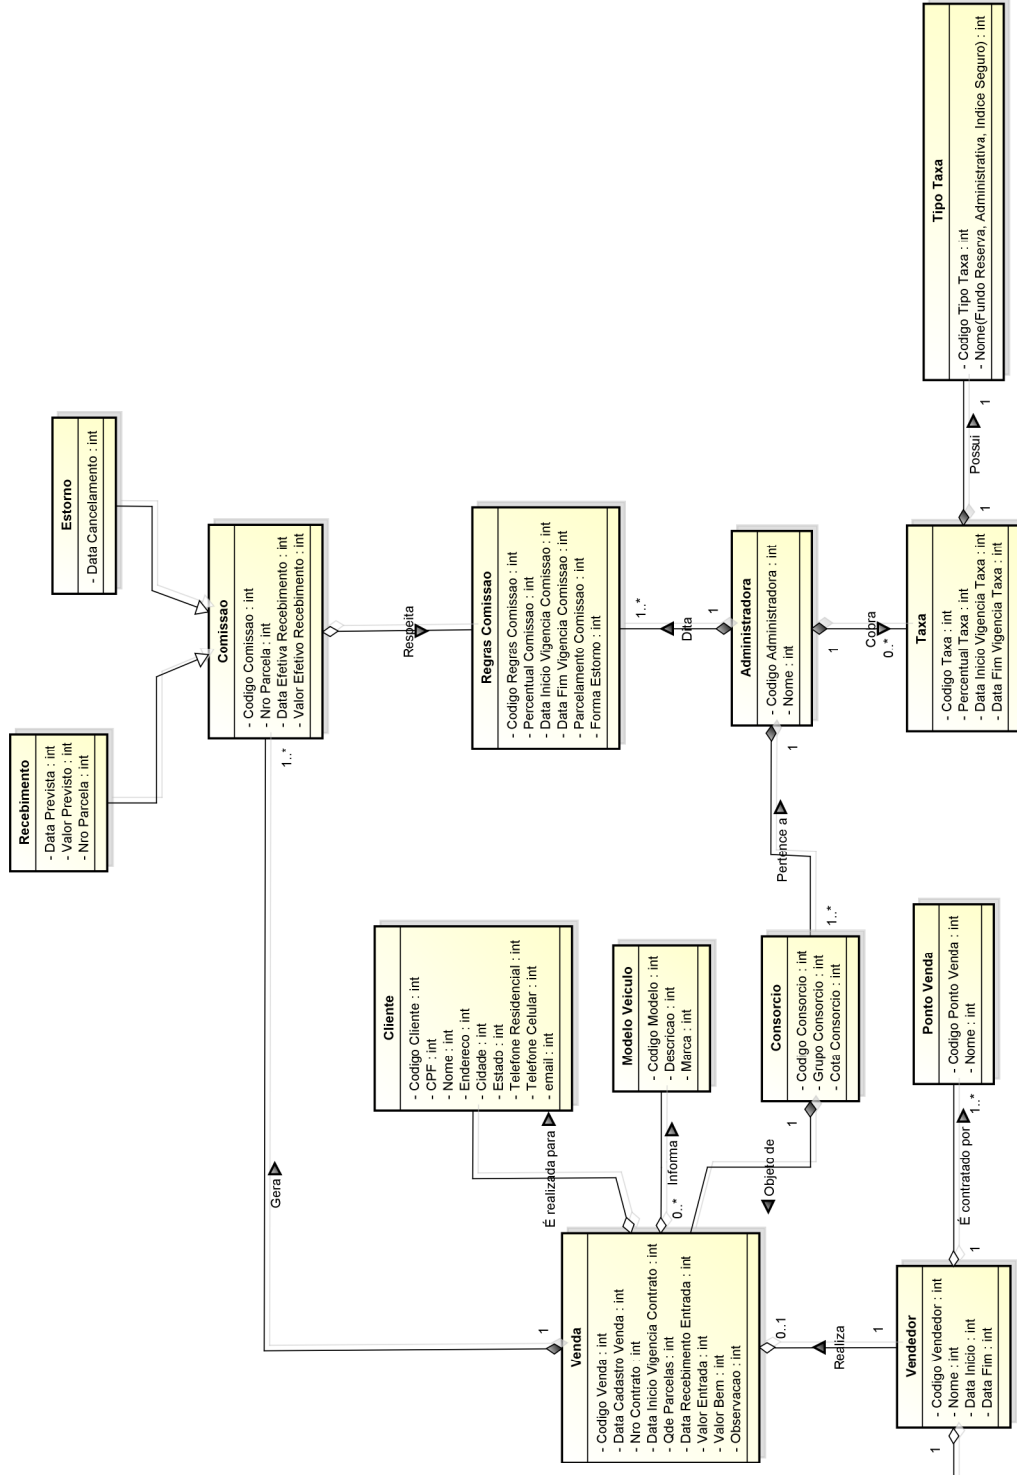 Tipo Taxa
- Codigo Tipo Taxa : int
- Nome(Fundo Reserva, Administrativa, Indice Seguro) : int
Possui
1
1
Estorno
- Data Cancelamento : int
Comissao
- Codigo Comissao : int
- Nro Parcela : int
- Data Efetiva Recebimento : int
- Valor Efetivo Recebimento : int
Respeita
Regras Comissao
- Codigo Regras Comissao : int
- Percentual Comissao : int
- Data Inicio Vigencia Comissao : int
- Data Fim Vigencia Comissao : int
- Parcelamento Comissao : int
- Forma Estorno : int
1..*
Dita
1
Administradora
- Codigo Administradora : int
- Nome : int
1
Cobra
0..*
Taxa
- Codigo Taxa : int
- Percentual Taxa : int
- Data Inicio Vigencia Taxa : int
- Data Fim Vigencia Taxa : int
Recebimento
- Data Prevista : int
- Valor Previsto : int
- Nro Parcela : int
1..*
Gera
1
1
Pertence a
1..*
Cliente
- Codigo Cliente : int
- CPF : int
- Nome : int
- Endereco : int
- Cidade : int
- Estado : int
- Telefone Residencial : int
- Telefone Celular : int
- email : int
É realizada para
Modelo Veiculo
- Codigo Modelo : int
- Descricao : int
- Marca : int
Informa
0..*
Consorcio
- Codigo Consorcio : int
- Grupo Consorcio : int
- Cota Consorcio : int
1
Objeto de
Ponto Venda
- Codigo Ponto Venda : int
- Nome : int
1..*
É contratado por
1
Venda
- Codigo Venda : int
- Data Cadastro Venda : int
- Nro Contrato : int
- Data Inicio Vigencia Contrato : int
- Qde Parcelas : int
- Data Recebimento Entrada : int
- Valor Entrada : int
- Valor Bem : int
- Observacao : int
0..1
Realiza
1
Vendedor
- Codigo Vendedor : int
- Nome : int
- Data Inicio : int
- Data Fim : int
1